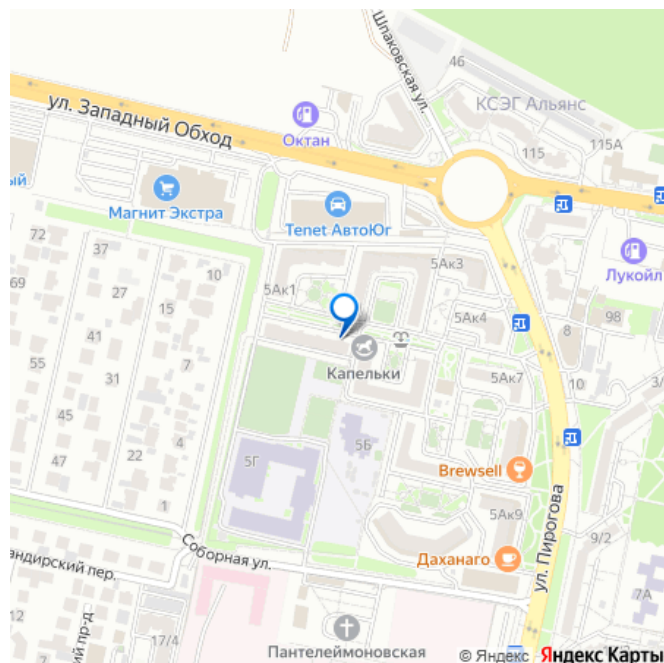 Шпаковская ул.
46
КСЭГ Альянс
ул. Западный Обход
Октан
115
115А
ый
Магнит Экстра
Tenet АвтоЮг
Лукойл
72
37
10
5Ак3
69
27
5Ак1
15
5Ак4
98
8
31
55
7
Капельки
5Ак7
3/
10
45
4
5Б
47
22
5Г
Brewsell
1
5Ак9
ул. Пирогова
9/2
Соборная ул.
андирский пер.
Даханаго
7А
12
кий пр-д
17/4
Пантелеймоновская
© Яндекс Яндекс Карты